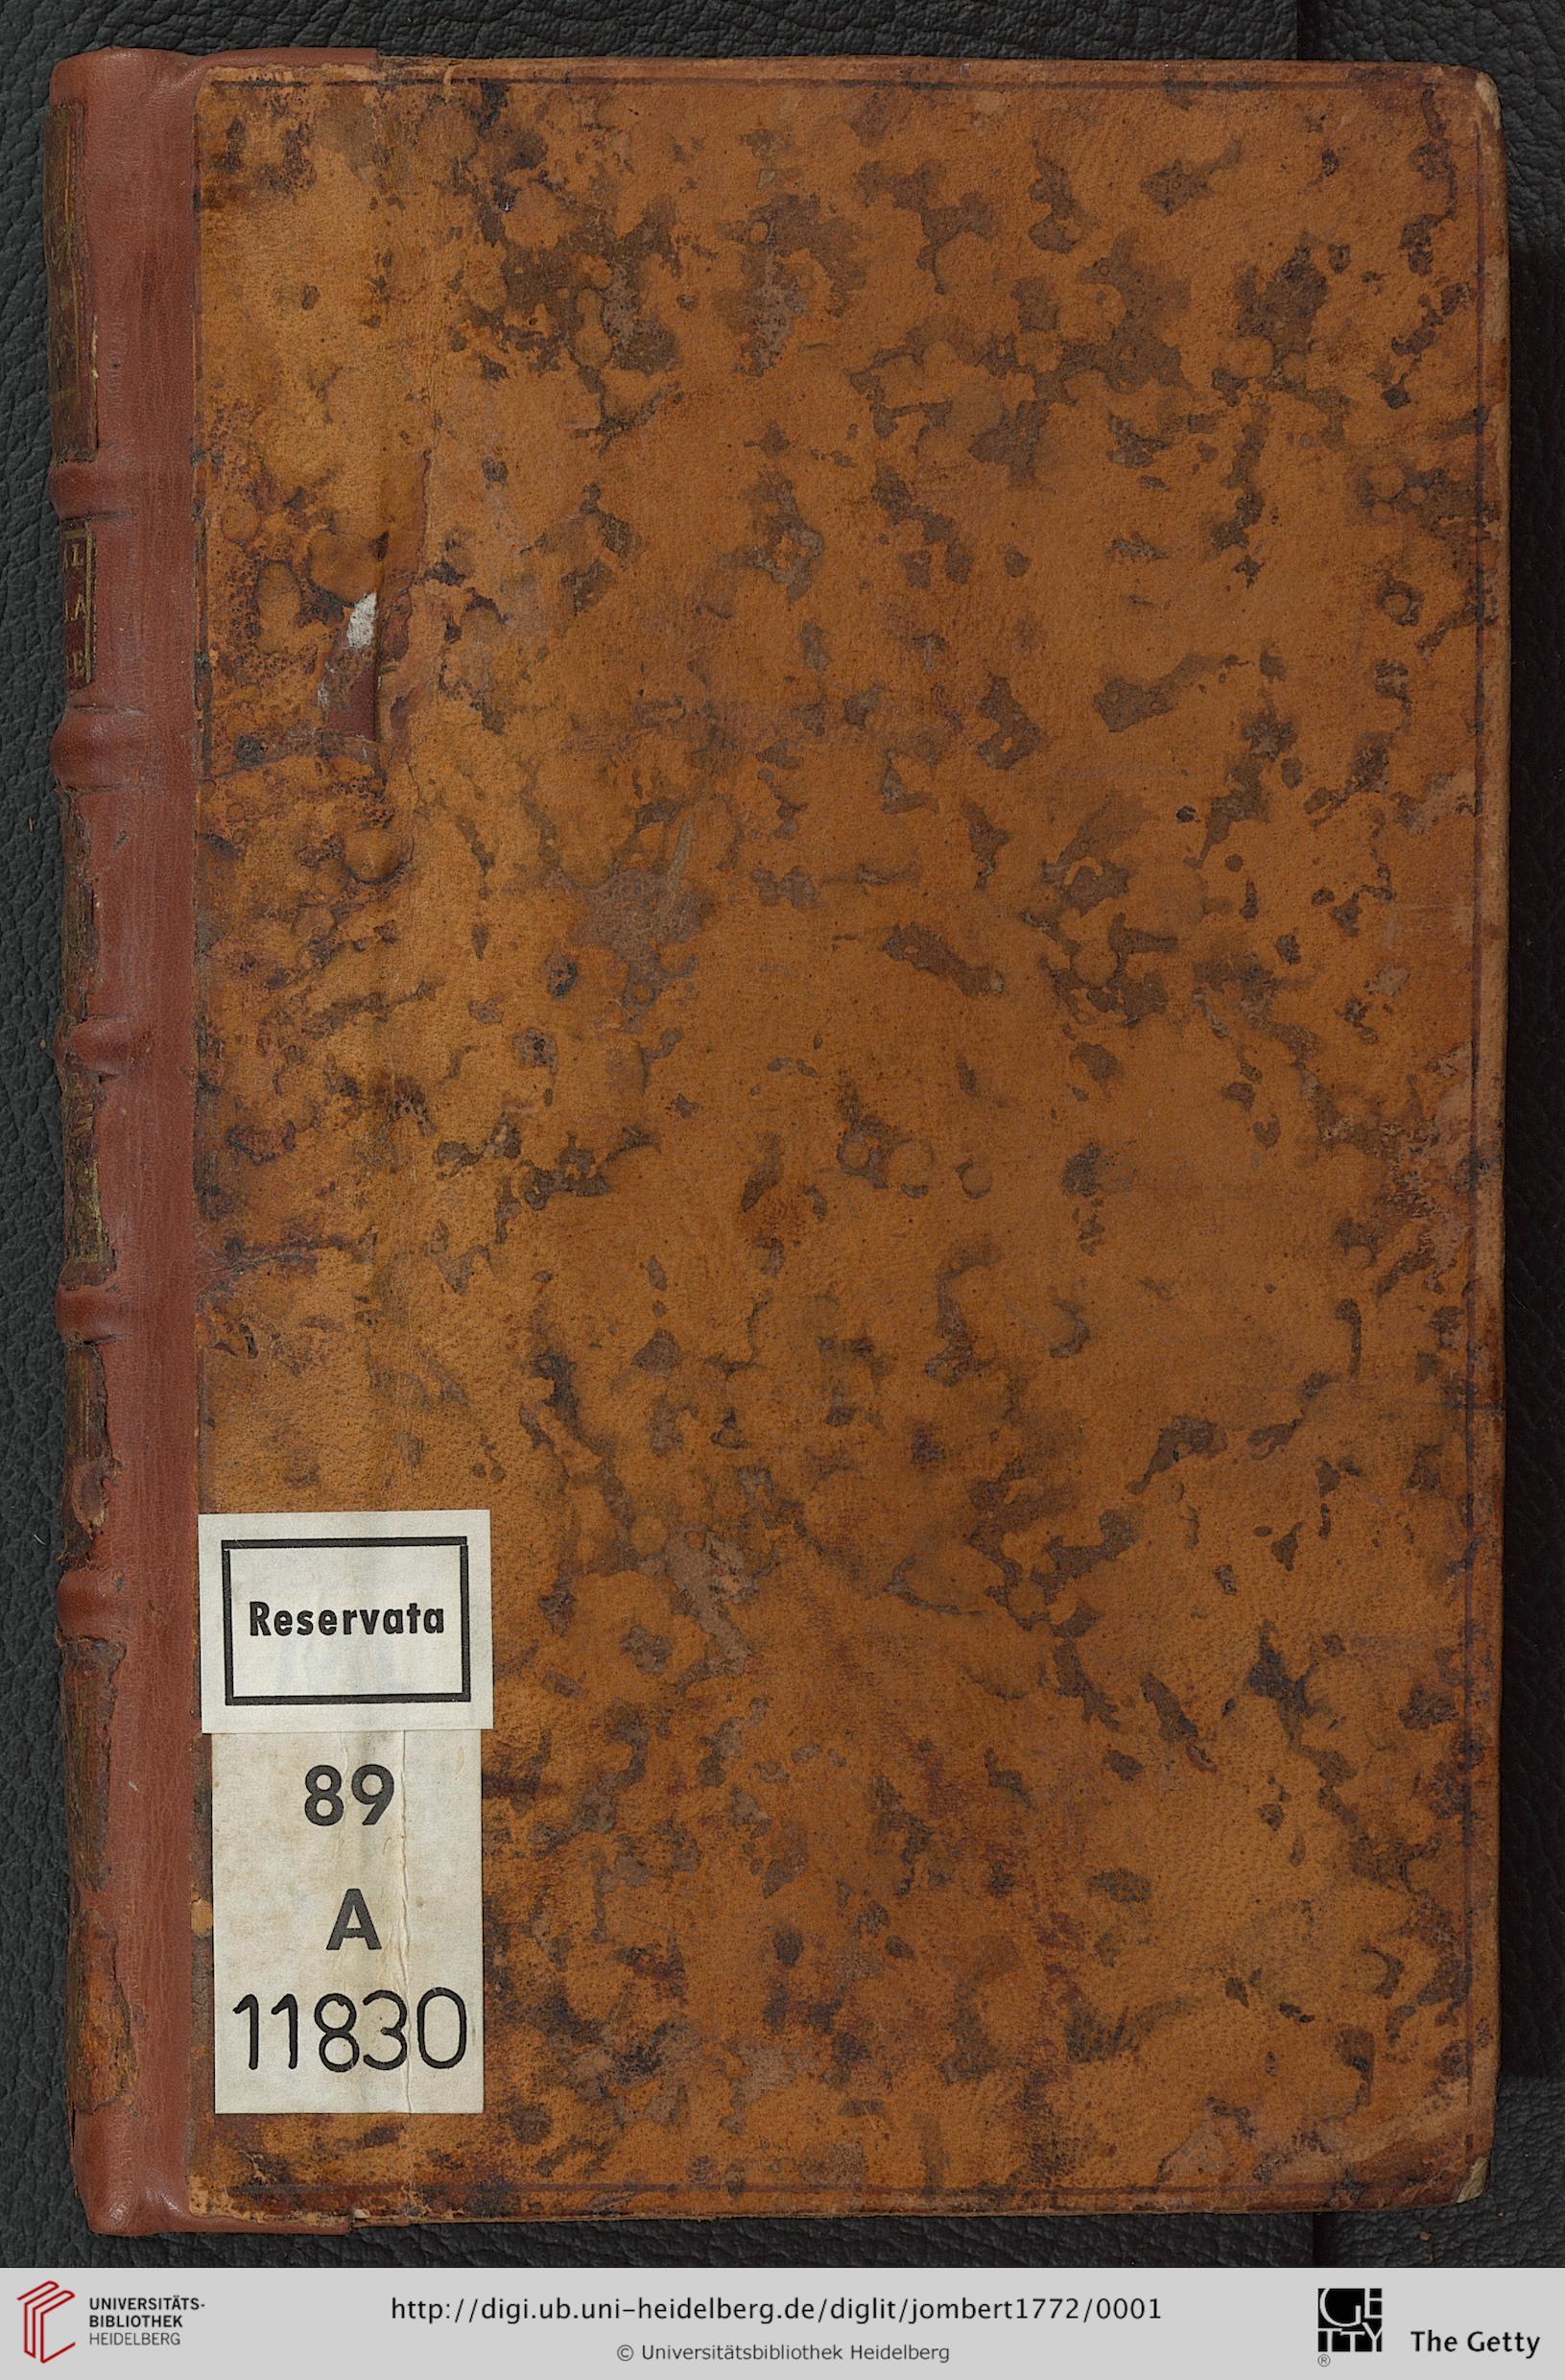 Reservata
89
A
11830
UNIVERSITÄTS-
BIBLIOTHEK
HEIDELBERG
http://digi.ub.uni-heidelberg.de/diglit/jombert1772/0001
© Universitätsbibliothek Heidelberg
GETTY
®
The Getty